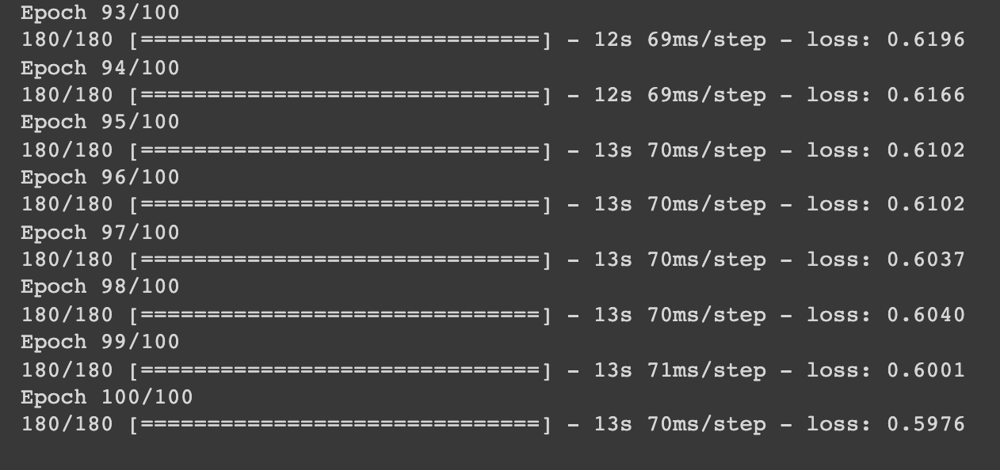 Epoch 93/100
180/180 [==============================] - 12s 69ms/step - loss: 0.6196
Epoch 94/100
180/180 [==============================] - 12s 69ms/step - loss: 0.6166
Epoch 95/100
180/180 [==============================] - 13s 70ms/step - loss: 0.6102
Epoch 96/100
180/180 [==============================] - 13s 70ms/step - loss: 0.6102
Epoch 97/100
180/180 [==============================] - 13s 70ms/step - loss: 0.6037
Epoch 98/100
180/180 [==============================] - 13s 70ms/step - loss: 0.6040
Epoch 99/100
180/180 [==============================] - 13s 71ms/step - loss: 0.6001
Epoch 100/100
180/180 [==============================] - 13s 70ms/step - loss: 0.5976